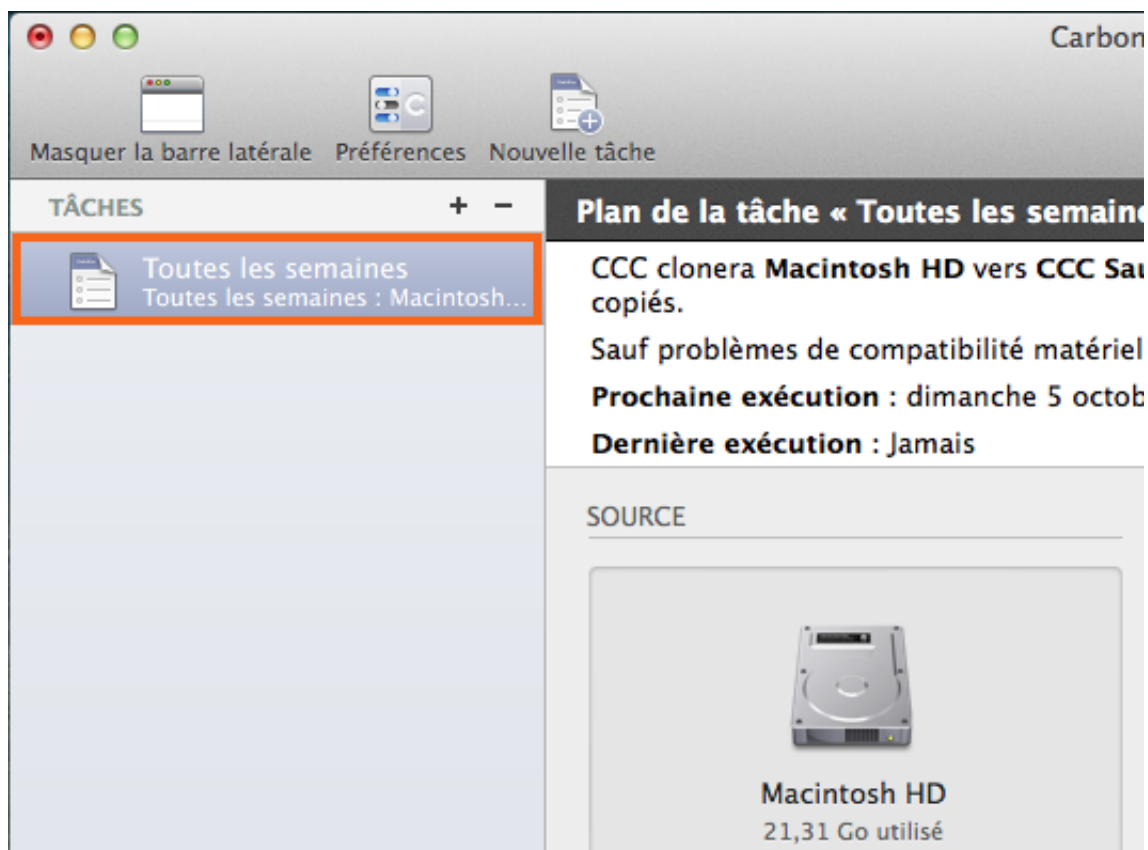 Carbon
Masquer la barre latérale Préférences Nouvelle tâche
TÂCHES + −
Toutes les semaines
Toutes les semaines : Macintosh...
Plan de la tâche « Toutes les semaine
CCC clonera Macintosh HD vers CCC Sau
copiés.
Sauf problèmes de compatibilité matériel
Prochaine exécution : dimanche 5 octob
Dernière exécution : Jamais
SOURCE
Macintosh HD
21,31 Go utilisé